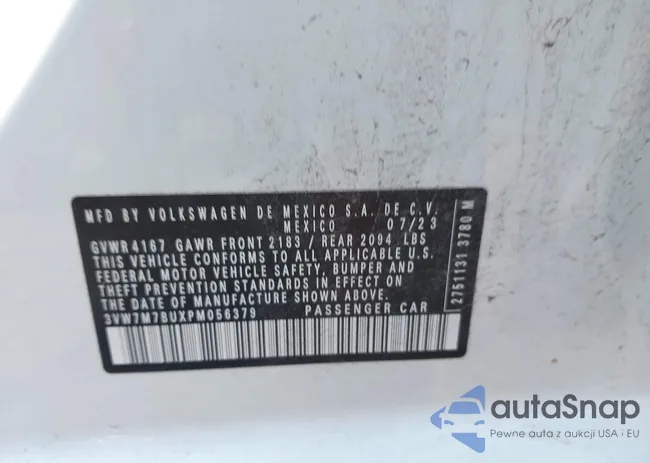 MFD BY VOLKSWAGEN DE MEXICO S.A. DE C.V.
MEXICO 07/23
GVWR 4167 GAWR FRONT 2183 / REAR 2094 LBS
THIS VEHICLE CONFORMS TO ALL APPLICABLE U.S.
FEDERAL MOTOR VEHICLE SAFETY, BUMPER AND
THEFT PREVENTION STANDARDS IN EFFECT ON
THE DATE OF MANUFACTURE SHOWN ABOVE.
3VW7M7BUXPM056379 PASSENGER CAR
2751131 3780 M
autaSnap
Pewne auta z aukcji USA i EU